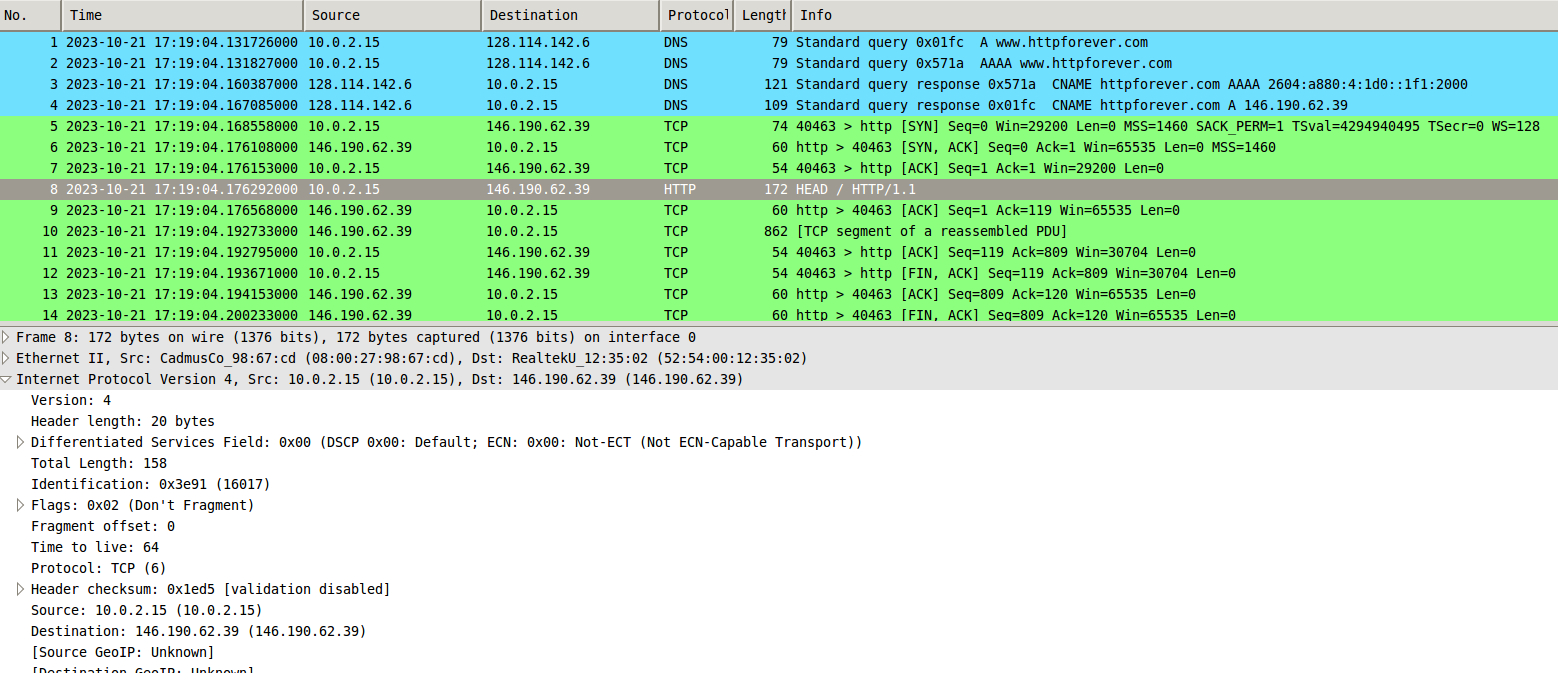 No. Time Source Destination Protocol Length Info
1 2023-10-21 17:19:04.131726000 10.0.2.15 128.114.142.6 DNS 79 Standard query 0x01fc A www.httpforever.com
2 2023-10-21 17:19:04.131827000 10.0.2.15 128.114.142.6 DNS 79 Standard query 0x571a AAAA www.httpforever.com
3 2023-10-21 17:19:04.160387000 128.114.142.6 10.0.2.15 DNS 121 Standard query response 0x571a CNAME httpforever.com AAAA 2604:a880:4:1d0::1f1:2000
4 2023-10-21 17:19:04.167085000 128.114.142.6 10.0.2.15 DNS 109 Standard query response 0x01fc CNAME httpforever.com A 146.190.62.39
5 2023-10-21 17:19:04.168558000 10.0.2.15 146.190.62.39 TCP 74 40463 > http [SYN] Seq=0 Win=29200 Len=0 MSS=1460 SACK_PERM=1 TSval=4294940495 TSecr=0 WS=128
6 2023-10-21 17:19:04.176108000 146.190.62.39 10.0.2.15 TCP 60 http > 40463 [SYN, ACK] Seq=0 Ack=1 Win=65535 Len=0 MSS=1460
7 2023-10-21 17:19:04.176153000 10.0.2.15 146.190.62.39 TCP 54 40463 > http [ACK] Seq=1 Ack=1 Win=29200 Len=0
8 2023-10-21 17:19:04.176292000 10.0.2.15 146.190.62.39 HTTP 172 HEAD / HTTP/1.1
9 2023-10-21 17:19:04.176568000 146.190.62.39 10.0.2.15 TCP 60 http > 40463 [ACK] Seq=1 Ack=119 Win=65535 Len=0
10 2023-10-21 17:19:04.192733000 146.190.62.39 10.0.2.15 TCP 862 [TCP segment of a reassembled PDU]
11 2023-10-21 17:19:04.192795000 10.0.2.15 146.190.62.39 TCP 54 40463 > http [ACK] Seq=119 Ack=809 Win=30704 Len=0
12 2023-10-21 17:19:04.193671000 10.0.2.15 146.190.62.39 TCP 54 40463 > http [FIN, ACK] Seq=119 Ack=809 Win=30704 Len=0
13 2023-10-21 17:19:04.194153000 146.190.62.39 10.0.2.15 TCP 60 http > 40463 [ACK] Seq=809 Ack=120 Win=65535 Len=0
14 2023-10-21 17:19:04.200233000 146.190.62.39 10.0.2.15 TCP 60 http > 40463 [FIN, ACK] Seq=809 Ack=120 Win=65535 Len=0
Frame 8: 172 bytes on wire (1376 bits), 172 bytes captured (1376 bits) on interface 0
Ethernet II, Src: CadmusCo_98:67:cd (08:00:27:98:67:cd), Dst: RealtekU_12:35:02 (52:54:00:12:35:02)
Internet Protocol Version 4, Src: 10.0.2.15 (10.0.2.15), Dst: 146.190.62.39 (146.190.62.39)
Version: 4
Header length: 20 bytes
Differentiated Services Field: 0x00 (DSCP 0x00: Default; ECN: 0x00: Not-ECT (Not ECN-Capable Transport))
Total Length: 158
Identification: 0x3e91 (16017)
Flags: 0x02 (Don't Fragment)
Fragment offset: 0
Time to live: 64
Protocol: TCP (6)
Header checksum: 0x1ed5 [validation disabled]
Source: 10.0.2.15 (10.0.2.15)
Destination: 146.190.62.39 (146.190.62.39)
[Source GeoIP: Unknown]
[Destination GeoIP: Unknown]